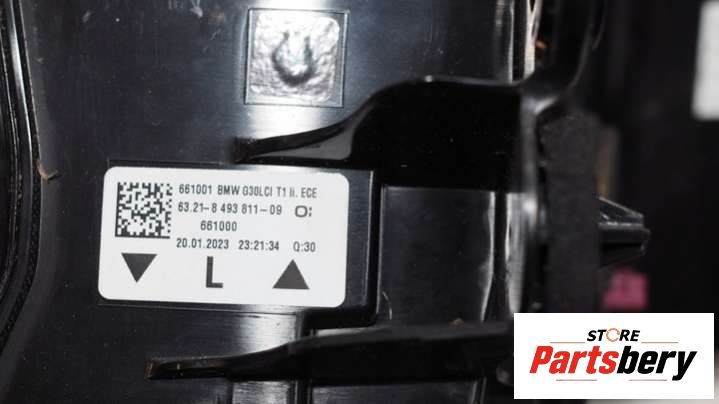 661001 BMW G30LCI T1 li. ECE
63.21-8 493 811-09 O:
661000
20.01.2023 23:21:34 Q:30
L
STORE
Partsbery